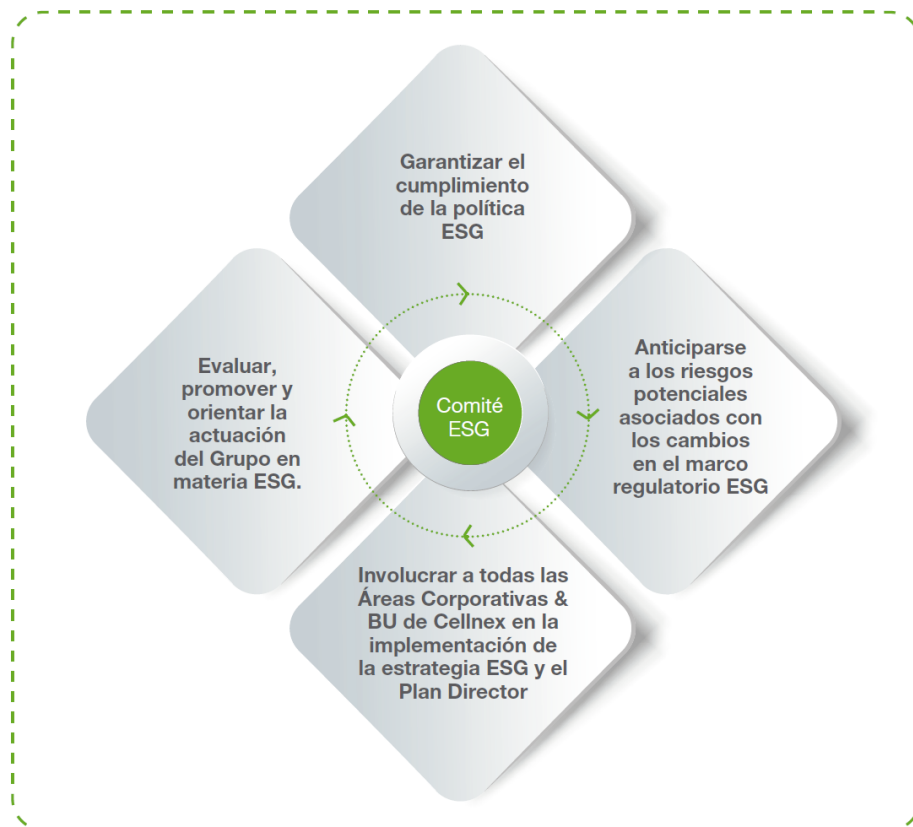 Garantizar el
cumplimiento
de la política
ESG
Evaluar,
promover y
orientar la
actuación
del Grupo en
materia ESG.
Comité
ESG
Anticiparse
a los riesgos
potenciales
asociados con
los cambios
en el marco
regulatorio ESG
Involucrar a todas las
Áreas Corporativas &
BU de Cellnex en la
implementación de
la estrategia ESG y el
Plan Director